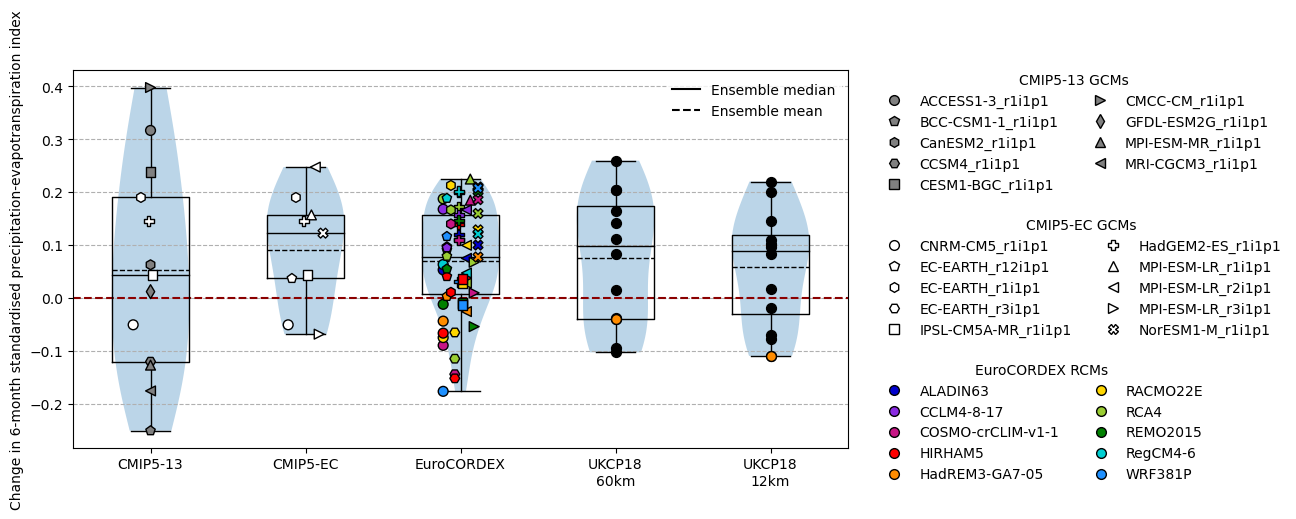 Change in 6-month standardised precipitation-evapotranspiration index
0.4
0.3
0.2
0.1
0.0
−0.1
−0.2
CMIP5-13
CMIP5-EC
EuroCORDEX
UKCP18
60km
UKCP18
12km
Ensemble median
Ensemble mean
CMIP5-13 GCMs
ACCESS1-3_r1i1p1
BCC-CSM1-1_r1i1p1
CanESM2_r1i1p1
CCSM4_r1i1p1
CESM1-BGC_r1i1p1
CMCC-CM_r1i1p1
GFDL-ESM2G_r1i1p1
MPI-ESM-MR_r1i1p1
MRI-CGCM3_r1i1p1
CMIP5-EC GCMs
CNRM-CM5_r1i1p1
EC-EARTH_r12i1p1
EC-EARTH_r1i1p1
EC-EARTH_r3i1p1
IPSL-CM5A-MR_r1i1p1
HadGEM2-ES_r1i1p1
MPI-ESM-LR_r1i1p1
MPI-ESM-LR_r2i1p1
MPI-ESM-LR_r3i1p1
NorESM1-M_r1i1p1
EuroCORDEX RCMs
ALADIN63
CCLM4-8-17
COSMO-crCLIM-v1-1
HIRHAM5
HadREM3-GA7-05
RACMO22E
RCA4
REMO2015
RegCM4-6
WRF381P